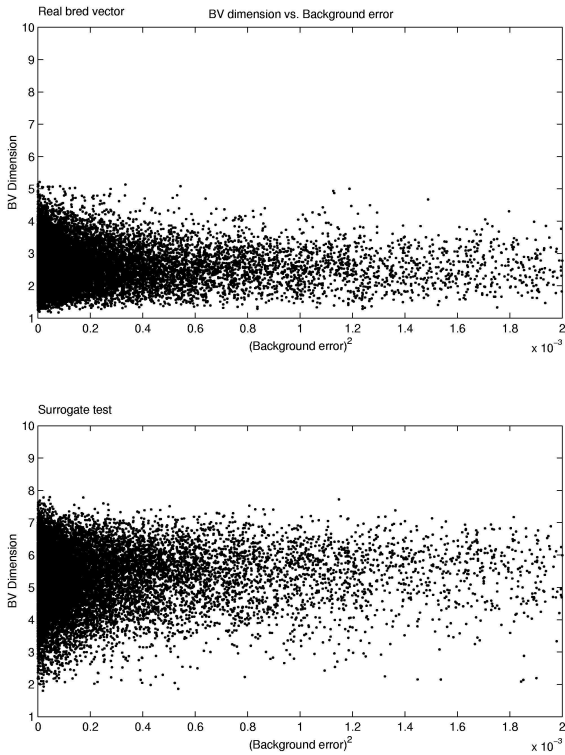 Real bred vector
BV dimension vs. Background error
10
9
8
7
6
5
4
3
2
1
BV Dimension
0 0.2 0.4 0.6 0.8 1 1.2 1.4 1.6 1.8 2
(Background error)2
x 10−3
Surrogate test
10
9
8
7
6
5
4
3
2
1
BV Dimension
0 0.2 0.4 0.6 0.8 1 1.2 1.4 1.6 1.8 2
(Background error)2
x 10−3